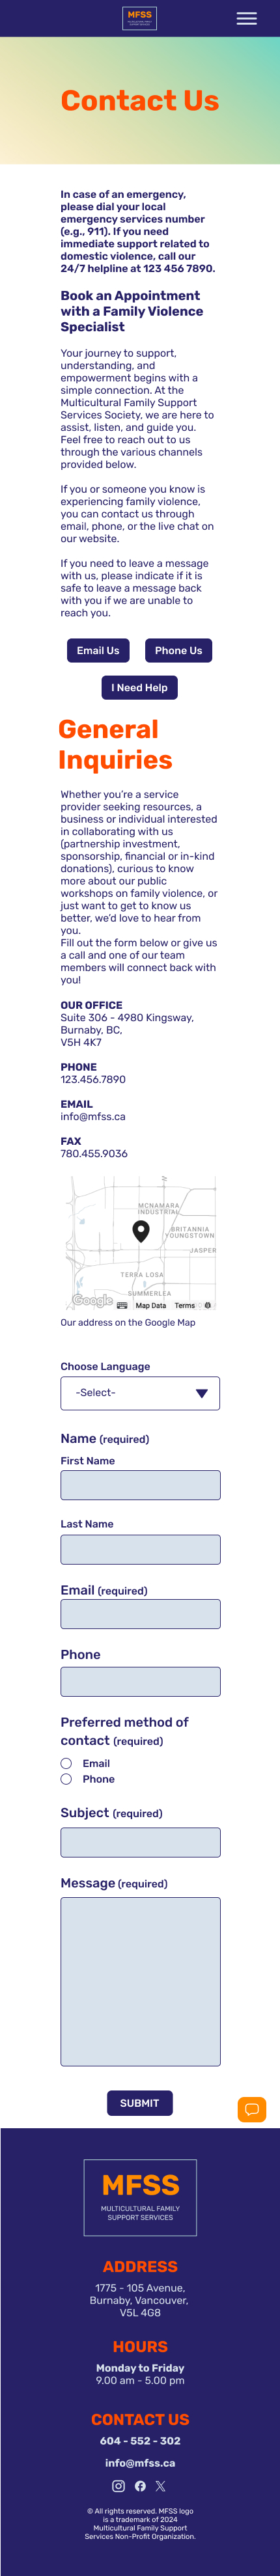 MFSS
Contact Us
In case of an emergency,
please dial your local
emergency services number
(e.g., 911). If you need
immediate support related to
domestic violence, call our
24/7 helpline at 123 456 7890.
Book an Appointment
with a Family Violence
Specialist
Your journey to support,
understanding, and
empowerment begins with a
simple connection. At the
Multicultural Family Support
Services Society, we are here to
assist, listen, and guide you.
Feel free to reach out to us
through the various channels
provided below.
If you or someone you know is
experiencing family violence,
you can contact us through
email, phone, or the live chat on
our website.
If you need to leave a message
with us, please indicate if it is
safe to leave a message back
with you if we are unable to
reach you.
Email Us
Phone Us
I Need Help
General
Inquiries
Whether you're a service
provider seeking resources, a
business or individual interested
in collaborating with us
(partnership investment,
sponsorship, financial or in-kind
donations), curious to know
more about our public
workshops on family violence, or
just want to get to know us
better, we'd love to hear from
you.
Fill out the form below or give us
a call and one of our team
members will connect back with
you!
OUR OFFICE
Suite 306 - 4980 Kingsway,
Burnaby, BC,
V5H 4K7
PHONE
123.456.7890
EMAIL
info@mfss.ca
FAX
780.455.9036
MCNAMARA
INDUSTRIAL
BRITANNIA
YOUNGSTOWN
JASPER
TERRA LOSA
SUMMERLEA
Google
Map Data
Terms
Our address on the Google Map
Choose Language
-Select-
Name (required)
First Name
Last Name
Email (required)
Phone
Preferred method of
contact (required)
Email
Phone
Subject (required)
Message (required)
SUBMIT
MFSS
MULTICULTURAL FAMILY
SUPPORT SERVICES
ADDRESS
1775 - 105 Avenue,
Burnaby, Vancouver,
V5L 4G8
HOURS
Monday to Friday
9.00 am - 5.00 pm
CONTACT US
604 - 552 - 302
info@mfss.ca
© All rights reserved. MFSS logo
is a trademark of 2024
Multicultural Family Support
Services Non-Profit Organization.